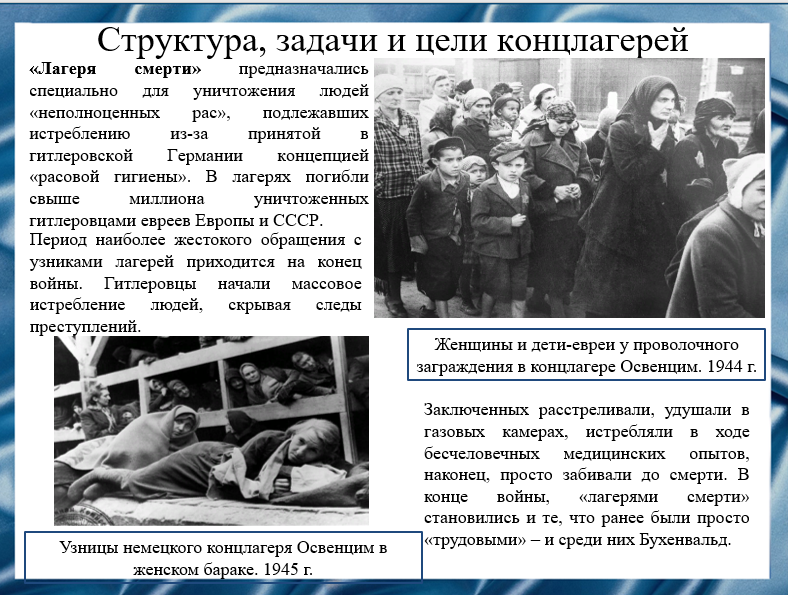 Структура, задачи и цели концлагерей
«Лагеря смерти» предназначались
специально для уничтожения людей
«неполноценных рас», подлежавших
истреблению из-за принятой в
гитлеровской Германии концепцией
«расовой гигиены». В лагерях погибли
свыше миллиона уничтоженных
гитлеровцами евреев Европы и СССР.
Период наиболее жестокого обращения с
узниками лагерей приходится на конец
войны. Гитлеровцы начали массовое
истребление людей, скрывая следы
преступлений.
Женщины и дети-евреи у проволочного
заграждения в концлагере Освенцим. 1944 г.
Заключенных расстреливали, удушали в
газовых камерах, истребляли в ходе
бесчеловечных медицинских опытов,
наконец, просто забивали до смерти. В
конце войны, «лагерями смерти»
становились и те, что ранее были просто
«трудовыми» – и среди них Бухенвальд.
Узницы немецкого концлагеря Освенцим в
женском бараке. 1945 г.